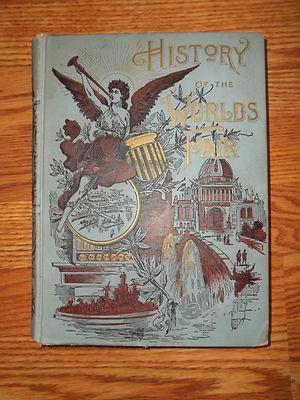 HISTORY
OF THE
WORLDS
FAIR